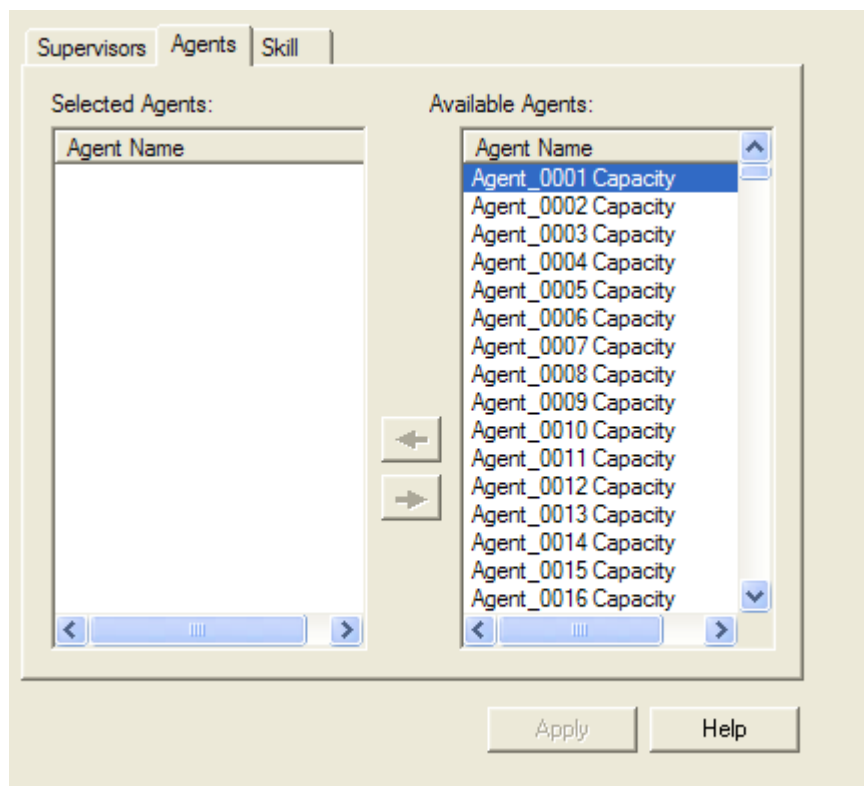 Supervisors Agents Skill
Selected Agents:
Agent Name
Available Agents:
Agent Name
Agent_0001 Capacity
Agent_0002 Capacity
Agent_0003 Capacity
Agent_0004 Capacity
Agent_0005 Capacity
Agent_0006 Capacity
Agent_0007 Capacity
Agent_0008 Capacity
Agent_0009 Capacity
Agent_0010 Capacity
Agent_0011 Capacity
Agent_0012 Capacity
Agent_0013 Capacity
Agent_0014 Capacity
Agent_0015 Capacity
Agent_0016 Capacity
Apply Help